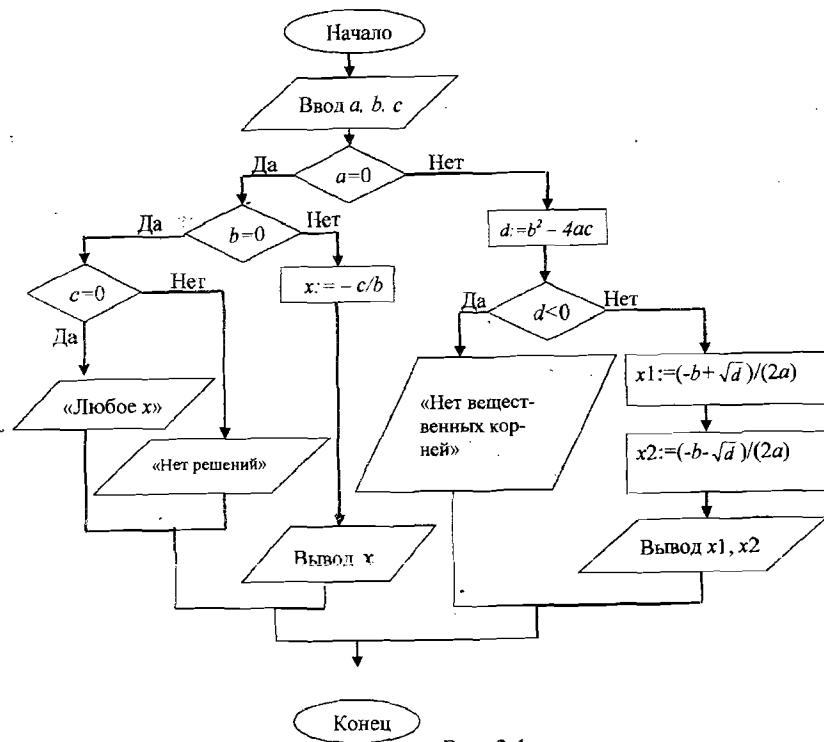 Начало
Ввод a, b, c
Да
a=0
Нет
Да
b=0
Нет
d:=b² – 4ac
c=0
Нет
x:= – c/b
Да
d<0
Нет
Да
«Любое x»
«Нет вещест-
венных кор-
ней»
x1:=(-b+√d )/(2a)
«Нет решений»
x2:=(-b-√d )/(2a)
Вывод x
Вывод x1, x2
Конец